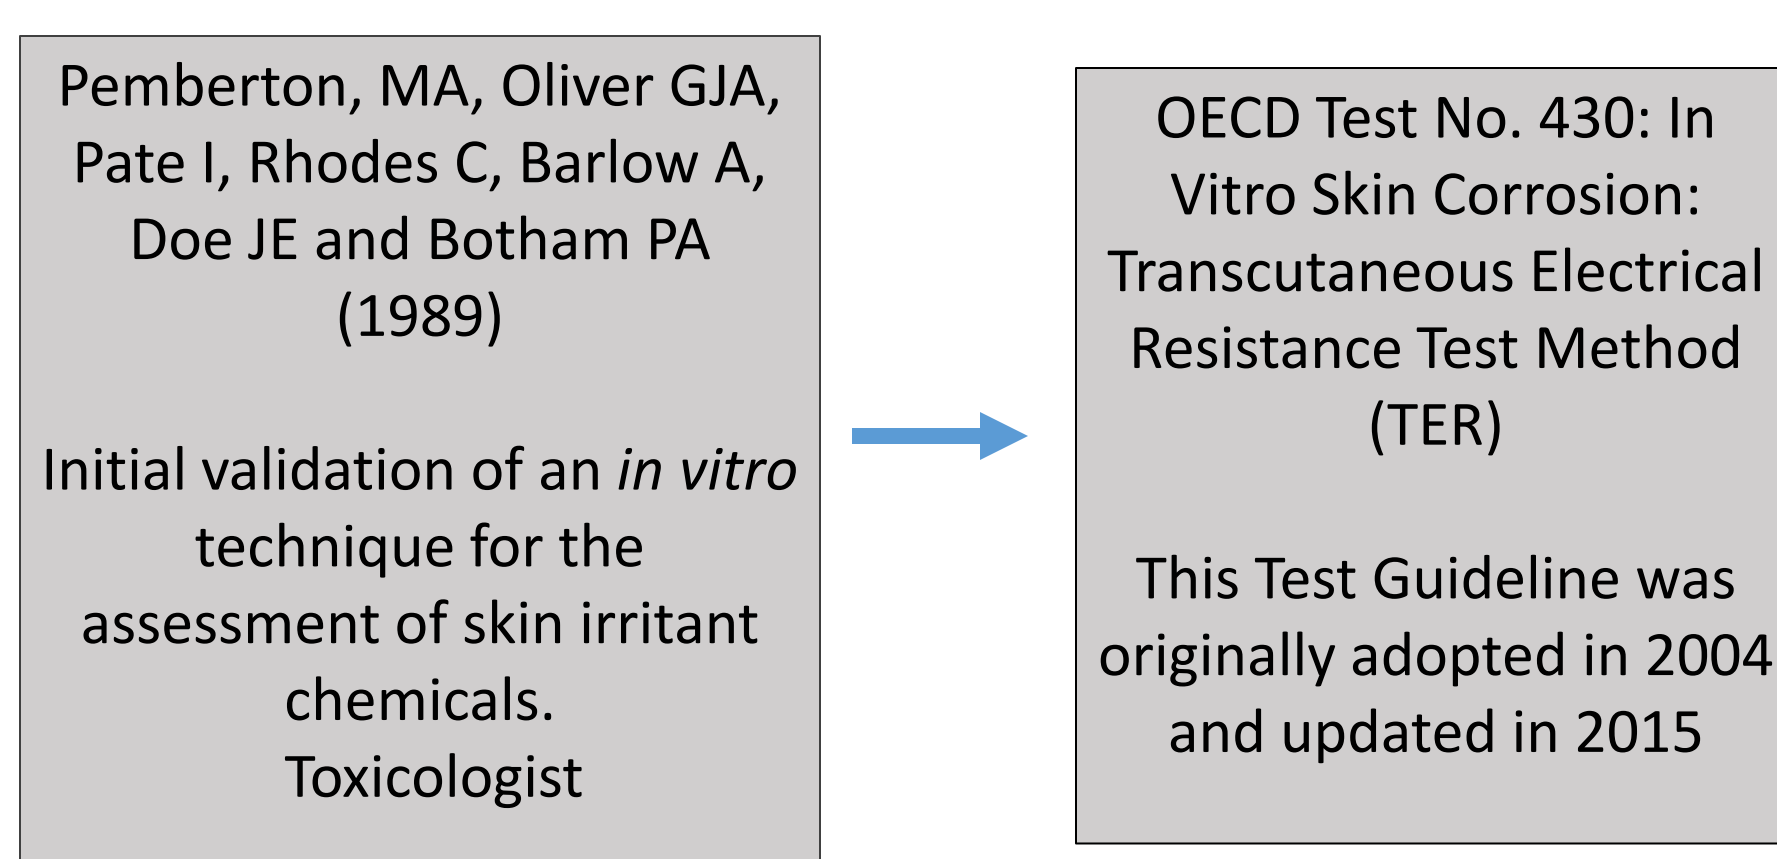 Pemberton, MA, Oliver GJA,
Pate I, Rhodes C, Barlow A,
Doe JE and Botham PA
(1989)
Initial validation of an in vitro
technique for the
assessment of skin irritant
chemicals.
Toxicologist
OECD Test No. 430: In
Vitro Skin Corrosion:
Transcutaneous Electrical
Resistance Test Method
(TER)
This Test Guideline was
originally adopted in 2004
and updated in 2015